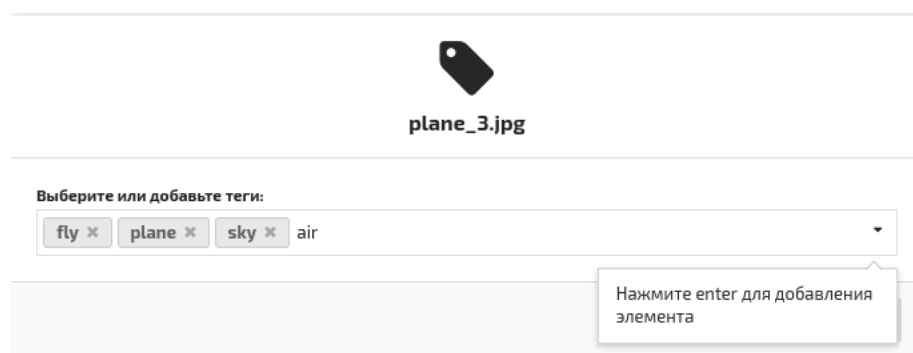 plane_3.jpg
Выберите или добавьте теги:
fly × plane × sky × air
Нажмите enter для добавления
элемента